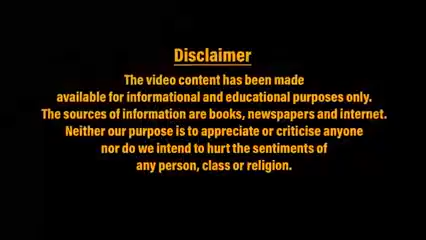 Disclaimer
The video content has been made
available for informational and educational purposes only.
The sources of information are books, newspapers and internet.
Neither our purpose is to appreciate or criticise anyone
nor do we intend to hurt the sentiments of
any person, class or religion.